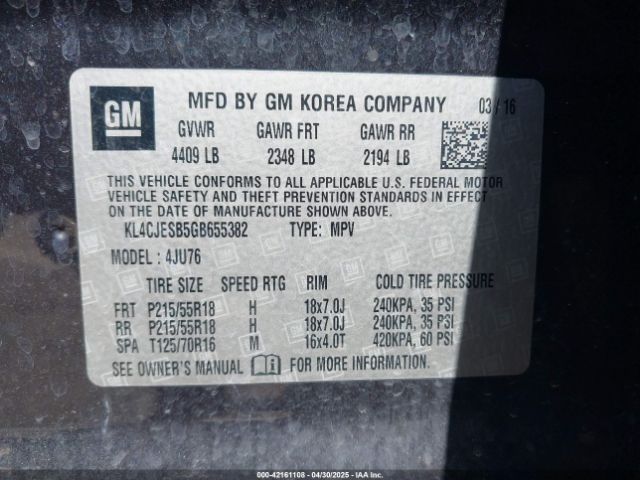 GM
MFD BY GM KOREA COMPANY 03/16
GVWR GAWR FRT GAWR RR
4409 LB 2348 LB 2194 LB
THIS VEHICLE CONFORMS TO ALL APPLICABLE U.S. FEDERAL MOTOR
VEHICLE SAFETY AND THEFT PREVENTION STANDARDS IN EFFECT
ON THE DATE OF MANUFACTURE SHOWN ABOVE.
KL4CJESB5GB655382 TYPE: MPV
MODEL: 4JU76
TIRE SIZE SPEED RTG RIM COLD TIRE PRESSURE
FRT P215/55R18 H 18x7.0J 240KPA, 35 PSI
RR P215/55R18 H 18x7.0J 240KPA, 35 PSI
SPA T125/70R16 M 16x4.0T 420KPA, 60 PSI
SEE OWNER'S MANUAL FOR MORE INFORMATION.
000-42161108 - 04/30/2025 - IAA, Inc.